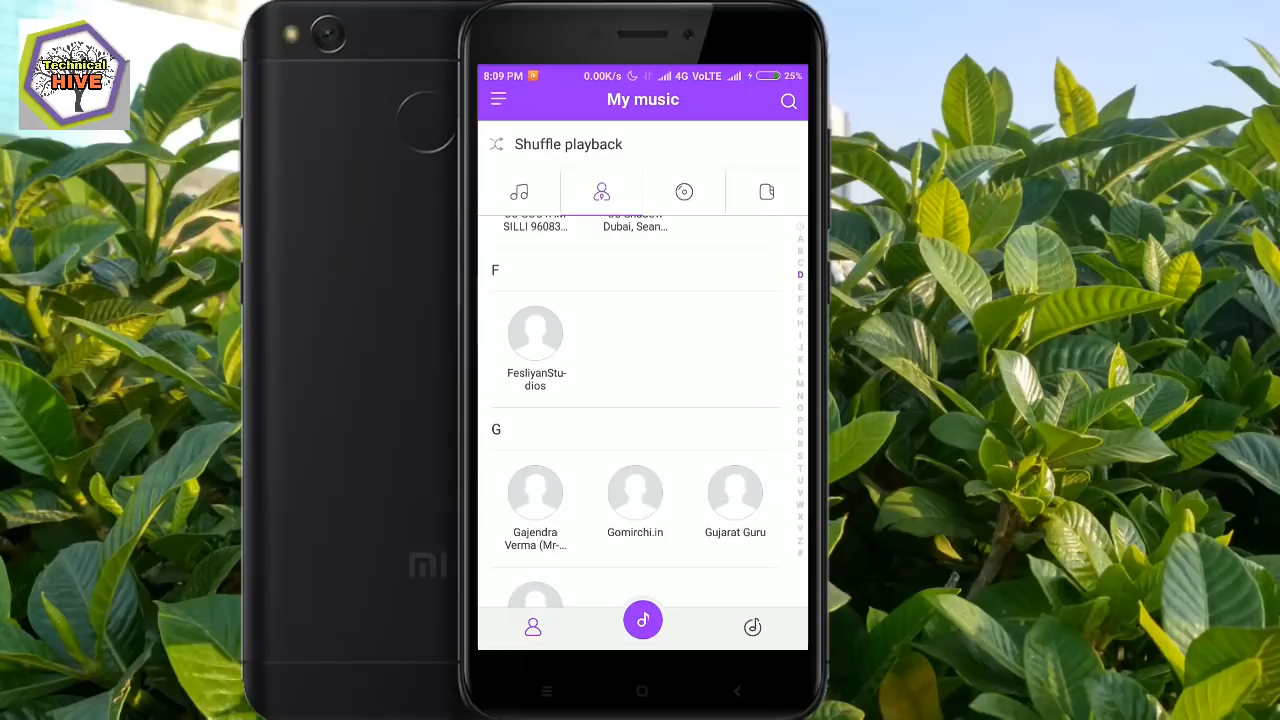 Technical
HIVE
8:09 PM
0.00K/s
4G VoLTE
25%
My music
Shuffle playback
SILLI 96083...
Dubai, Sean...
A
B
C
D
E
F
G
H
I
J
K
L
M
N
O
P
Q
R
S
T
U
V
W
X
Y
Z
#
F
FesliyanStu-
dios
G
Gajendra
Verma (Mr-...
Gomirchi.in
Gujarat Guru
MI